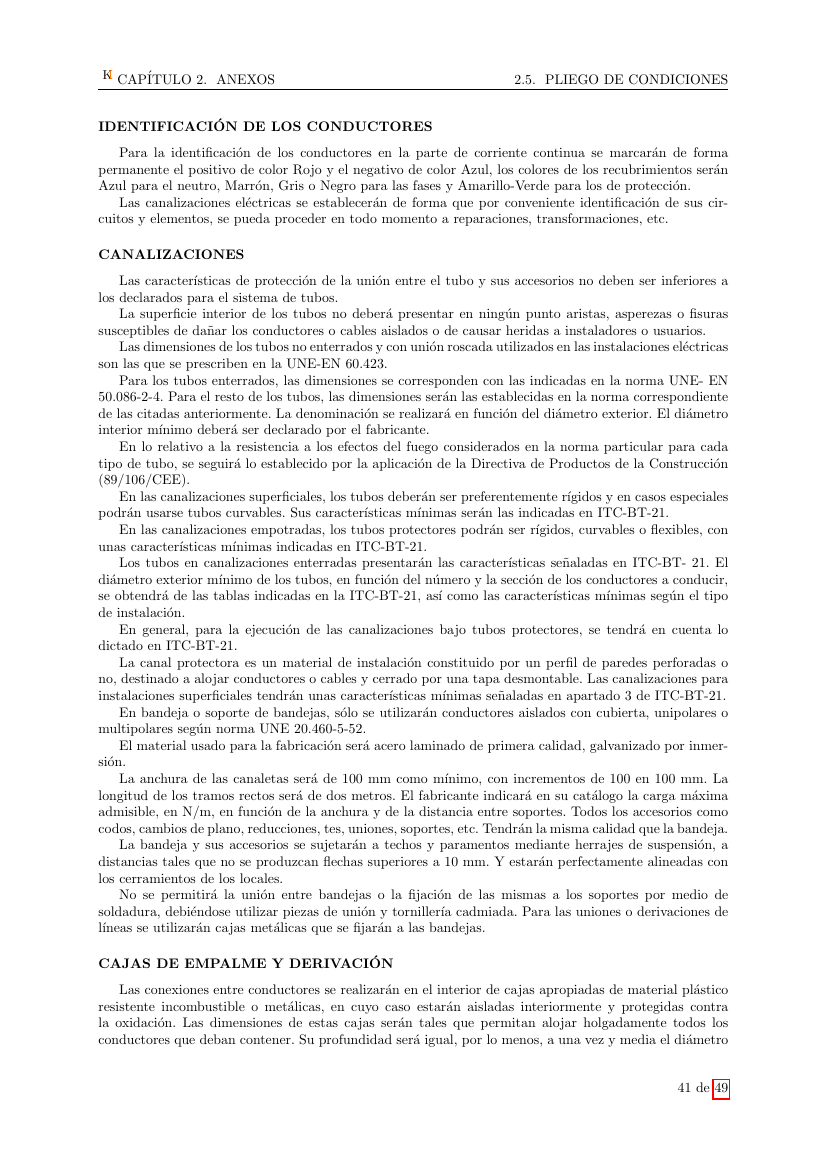 K CAPÍTULO 2. ANEXOS 2.5. PLIEGO DE CONDICIONES
IDENTIFICACIÓN DE LOS CONDUCTORES
Para la identificación de los conductores en la parte de corriente continua se marcarán de forma
permanente el positivo de color Rojo y el negativo de color Azul, los colores de los recubrimientos serán
Azul para el neutro, Marrón, Gris o Negro para las fases y Amarillo-Verde para los de protección.
Las canalizaciones eléctricas se establecerán de forma que por conveniente identificación de sus cir-
cuitos y elementos, se pueda proceder en todo momento a reparaciones, transformaciones, etc.
CANALIZACIONES
Las características de protección de la unión entre el tubo y sus accesorios no deben ser inferiores a
los declarados para el sistema de tubos.
La superficie interior de los tubos no deberá presentar en ningún punto aristas, asperezas o fisuras
susceptibles de dañar los conductores o cables aislados o de causar heridas a instaladores o usuarios.
Las dimensiones de los tubos no enterrados y con unión roscada utilizados en las instalaciones eléctricas
son las que se prescriben en la UNE-EN 60.423.
Para los tubos enterrados, las dimensiones se corresponden con las indicadas en la norma UNE- EN
50.086-2-4. Para el resto de los tubos, las dimensiones serán las establecidas en la norma correspondiente
de las citadas anteriormente. La denominación se realizará en función del diámetro exterior. El diámetro
interior mínimo deberá ser declarado por el fabricante.
En lo relativo a la resistencia a los efectos del fuego considerados en la norma particular para cada
tipo de tubo, se seguirá lo establecido por la aplicación de la Directiva de Productos de la Construcción
(89/106/CEE).
En las canalizaciones superficiales, los tubos deberán ser preferentemente rígidos y en casos especiales
podrán usarse tubos curvables. Sus características mínimas serán las indicadas en ITC-BT-21.
En las canalizaciones empotradas, los tubos protectores podrán ser rígidos, curvables o flexibles, con
unas características mínimas indicadas en ITC-BT-21.
Los tubos en canalizaciones enterradas presentarán las características señaladas en ITC-BT- 21. El
diámetro exterior mínimo de los tubos, en función del número y la sección de los conductores a conducir,
se obtendrá de las tablas indicadas en la ITC-BT-21, así como las características mínimas según el tipo
de instalación.
En general, para la ejecución de las canalizaciones bajo tubos protectores, se tendrá en cuenta lo
dictado en ITC-BT-21.
La canal protectora es un material de instalación constituido por un perfil de paredes perforadas o
no, destinado a alojar conductores o cables y cerrado por una tapa desmontable. Las canalizaciones para
instalaciones superficiales tendrán unas características mínimas señaladas en apartado 3 de ITC-BT-21.
En bandeja o soporte de bandejas, sólo se utilizarán conductores aislados con cubierta, unipolares o
multipolares según norma UNE 20.460-5-52.
El material usado para la fabricación será acero laminado de primera calidad, galvanizado por inmer-
sión.
La anchura de las canaletas será de 100 mm como mínimo, con incrementos de 100 en 100 mm. La
longitud de los tramos rectos será de dos metros. El fabricante indicará en su catálogo la carga máxima
admisible, en N/m, en función de la anchura y de la distancia entre soportes. Todos los accesorios como
codos, cambios de plano, reducciones, tes, uniones, soportes, etc. Tendrán la misma calidad que la bandeja.
La bandeja y sus accesorios se sujetarán a techos y paramentos mediante herrajes de suspensión, a
distancias tales que no se produzcan flechas superiores a 10 mm. Y estarán perfectamente alineadas con
los cerramientos de los locales.
No se permitirá la unión entre bandejas o la fijación de las mismas a los soportes por medio de
soldadura, debiéndose utilizar piezas de unión y tornillería cadmiada. Para las uniones o derivaciones de
líneas se utilizarán cajas metálicas que se fijarán a las bandejas.
CAJAS DE EMPALME Y DERIVACIÓN
Las conexiones entre conductores se realizarán en el interior de cajas apropiadas de material plástico
resistente incombustible o metálicas, en cuyo caso estarán aisladas interiormente y protegidas contra
la oxidación. Las dimensiones de estas cajas serán tales que permitan alojar holgadamente todos los
conductores que deban contener. Su profundidad será igual, por lo menos, a una vez y media el diámetro
41 de 49